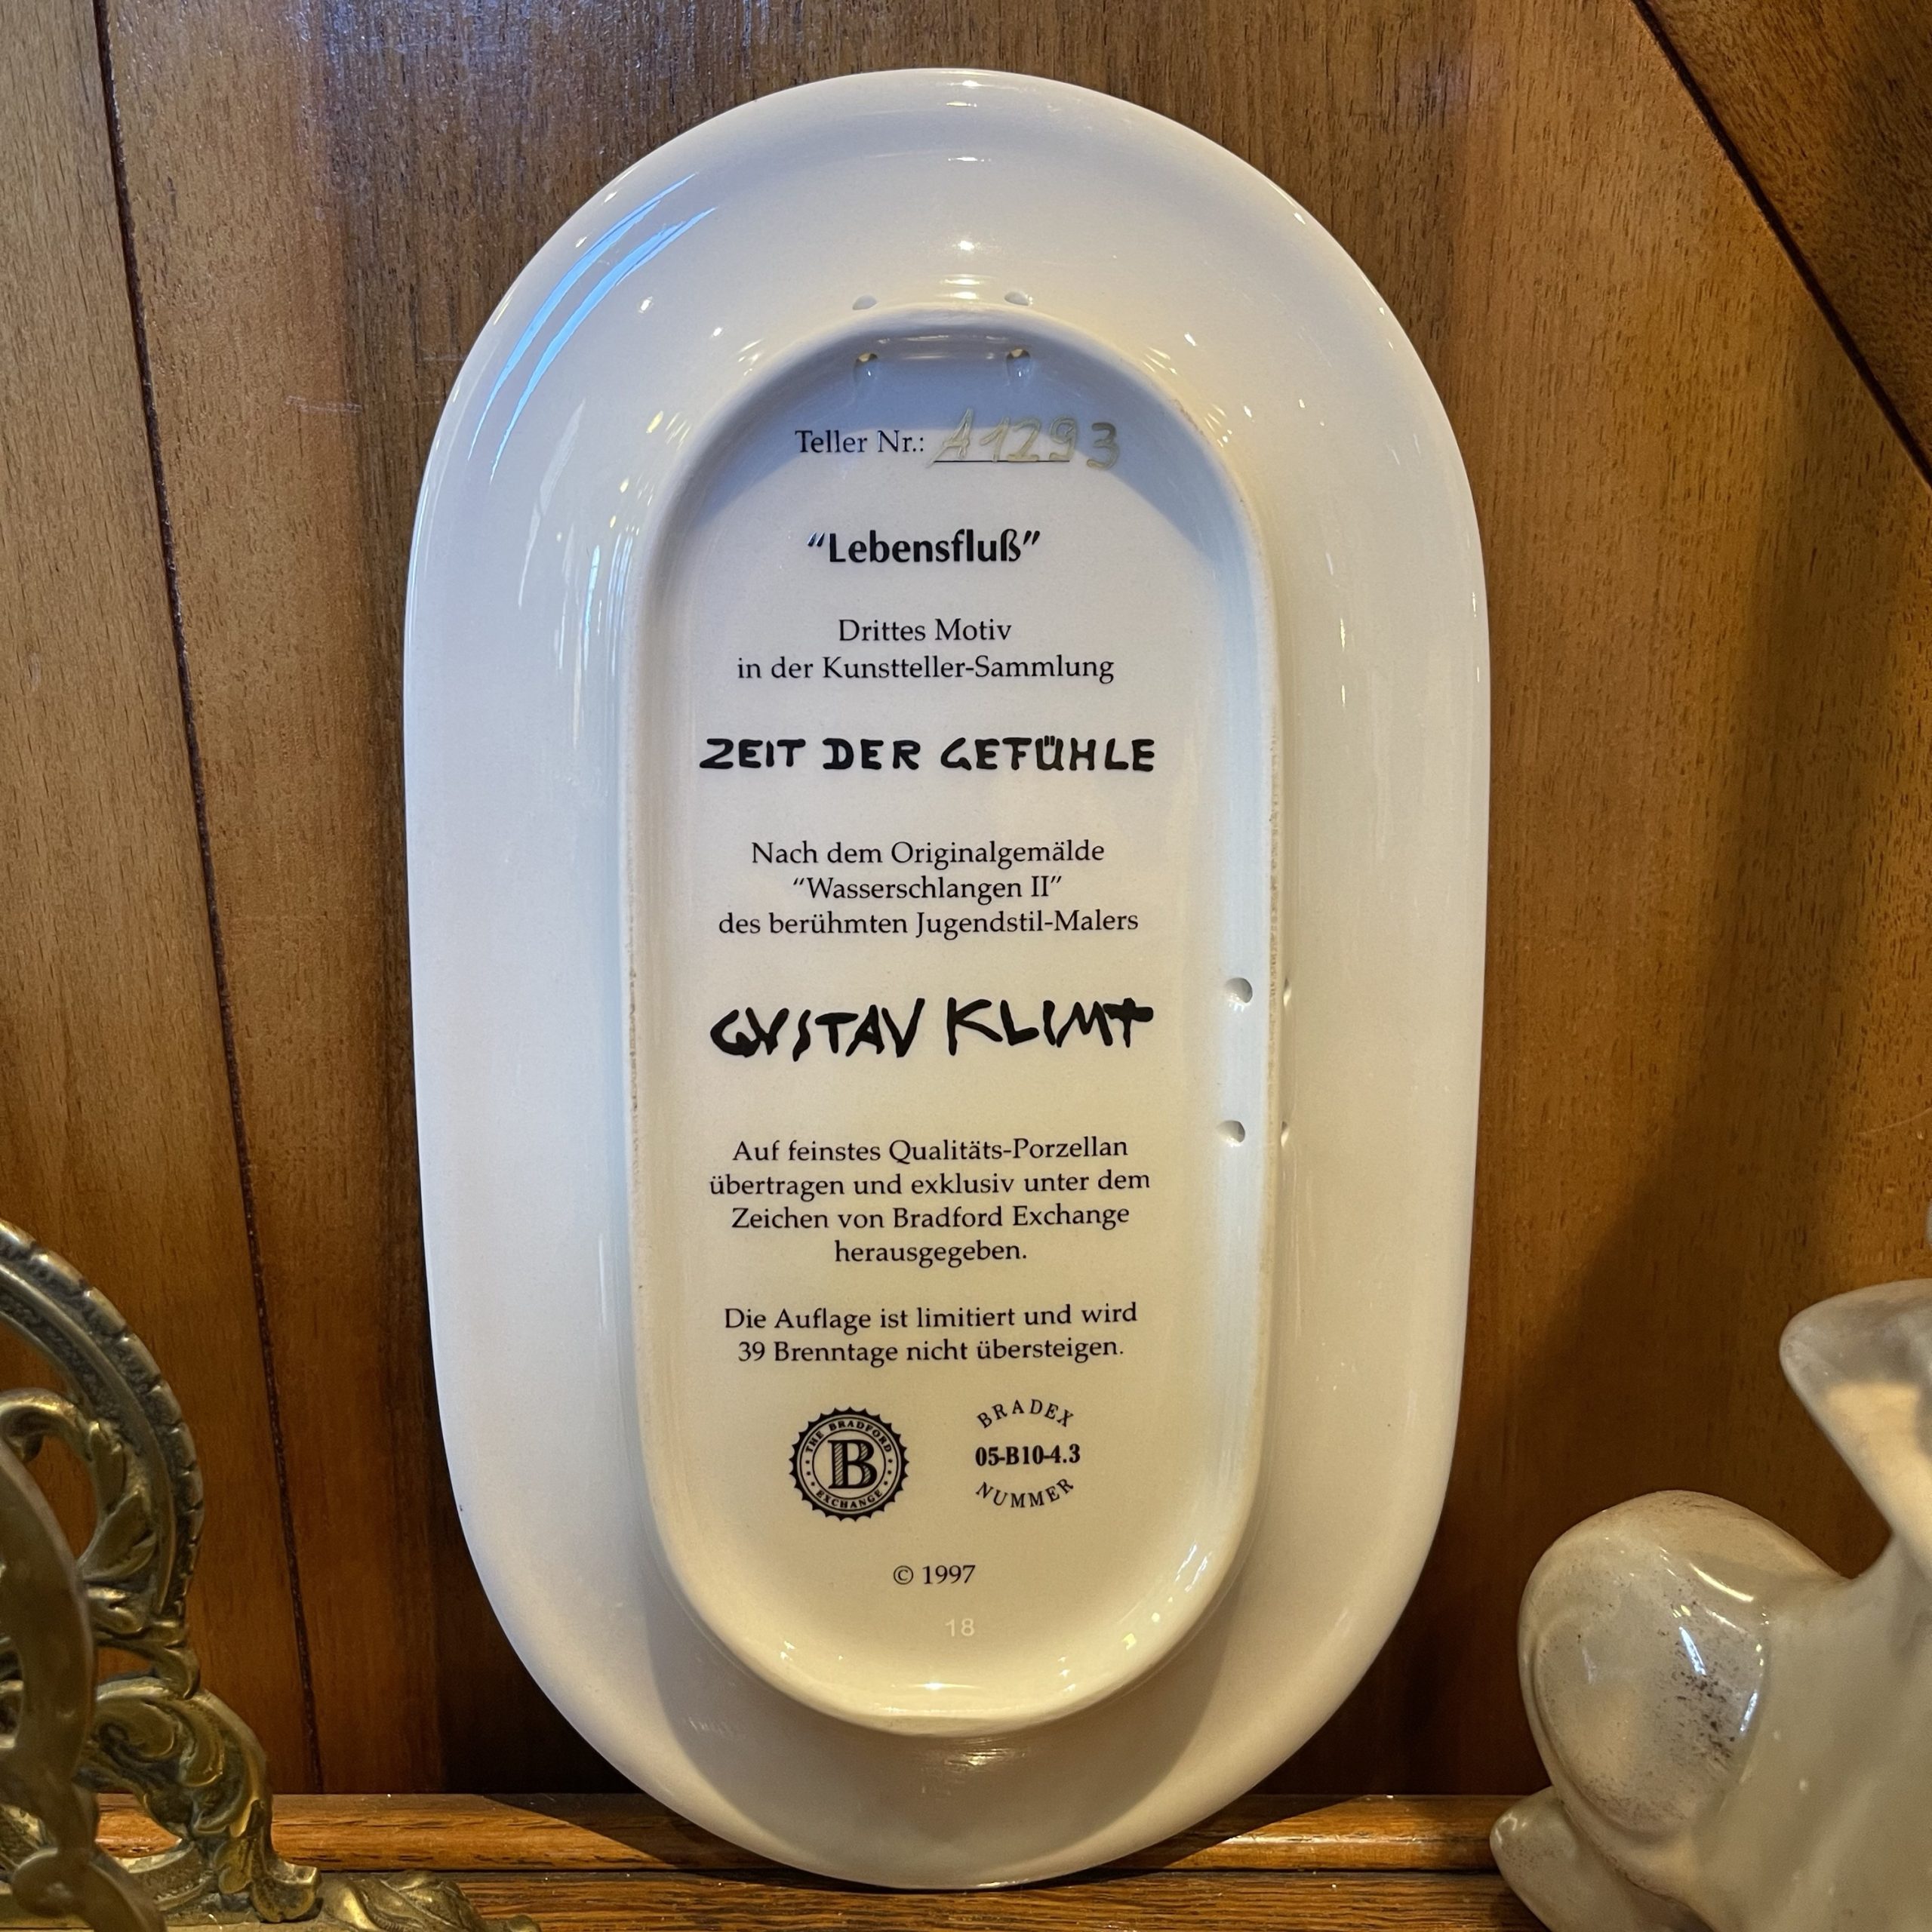 Teller Nr.: A1293
“Lebensfluß”
Drittes Motiv
in der Kunstteller-Sammlung
ZEIT DER GEFÜHLE
Nach dem Originalgemälde
“Wasserschlangen II”
des berühmten Jugendstil-Malers
GUSTAV KLIMT
Auf feinstes Qualitäts-Porzellan
übertragen und exklusiv unter dem
Zeichen von Bradford Exchange
herausgegeben.
Die Auflage ist limitiert und wird
39 Brenntage nicht übersteigen.
THE BRADFORD
B
EXCHANGE
BRADEX
05-B10-4.3
NUMMER
© 1997
18